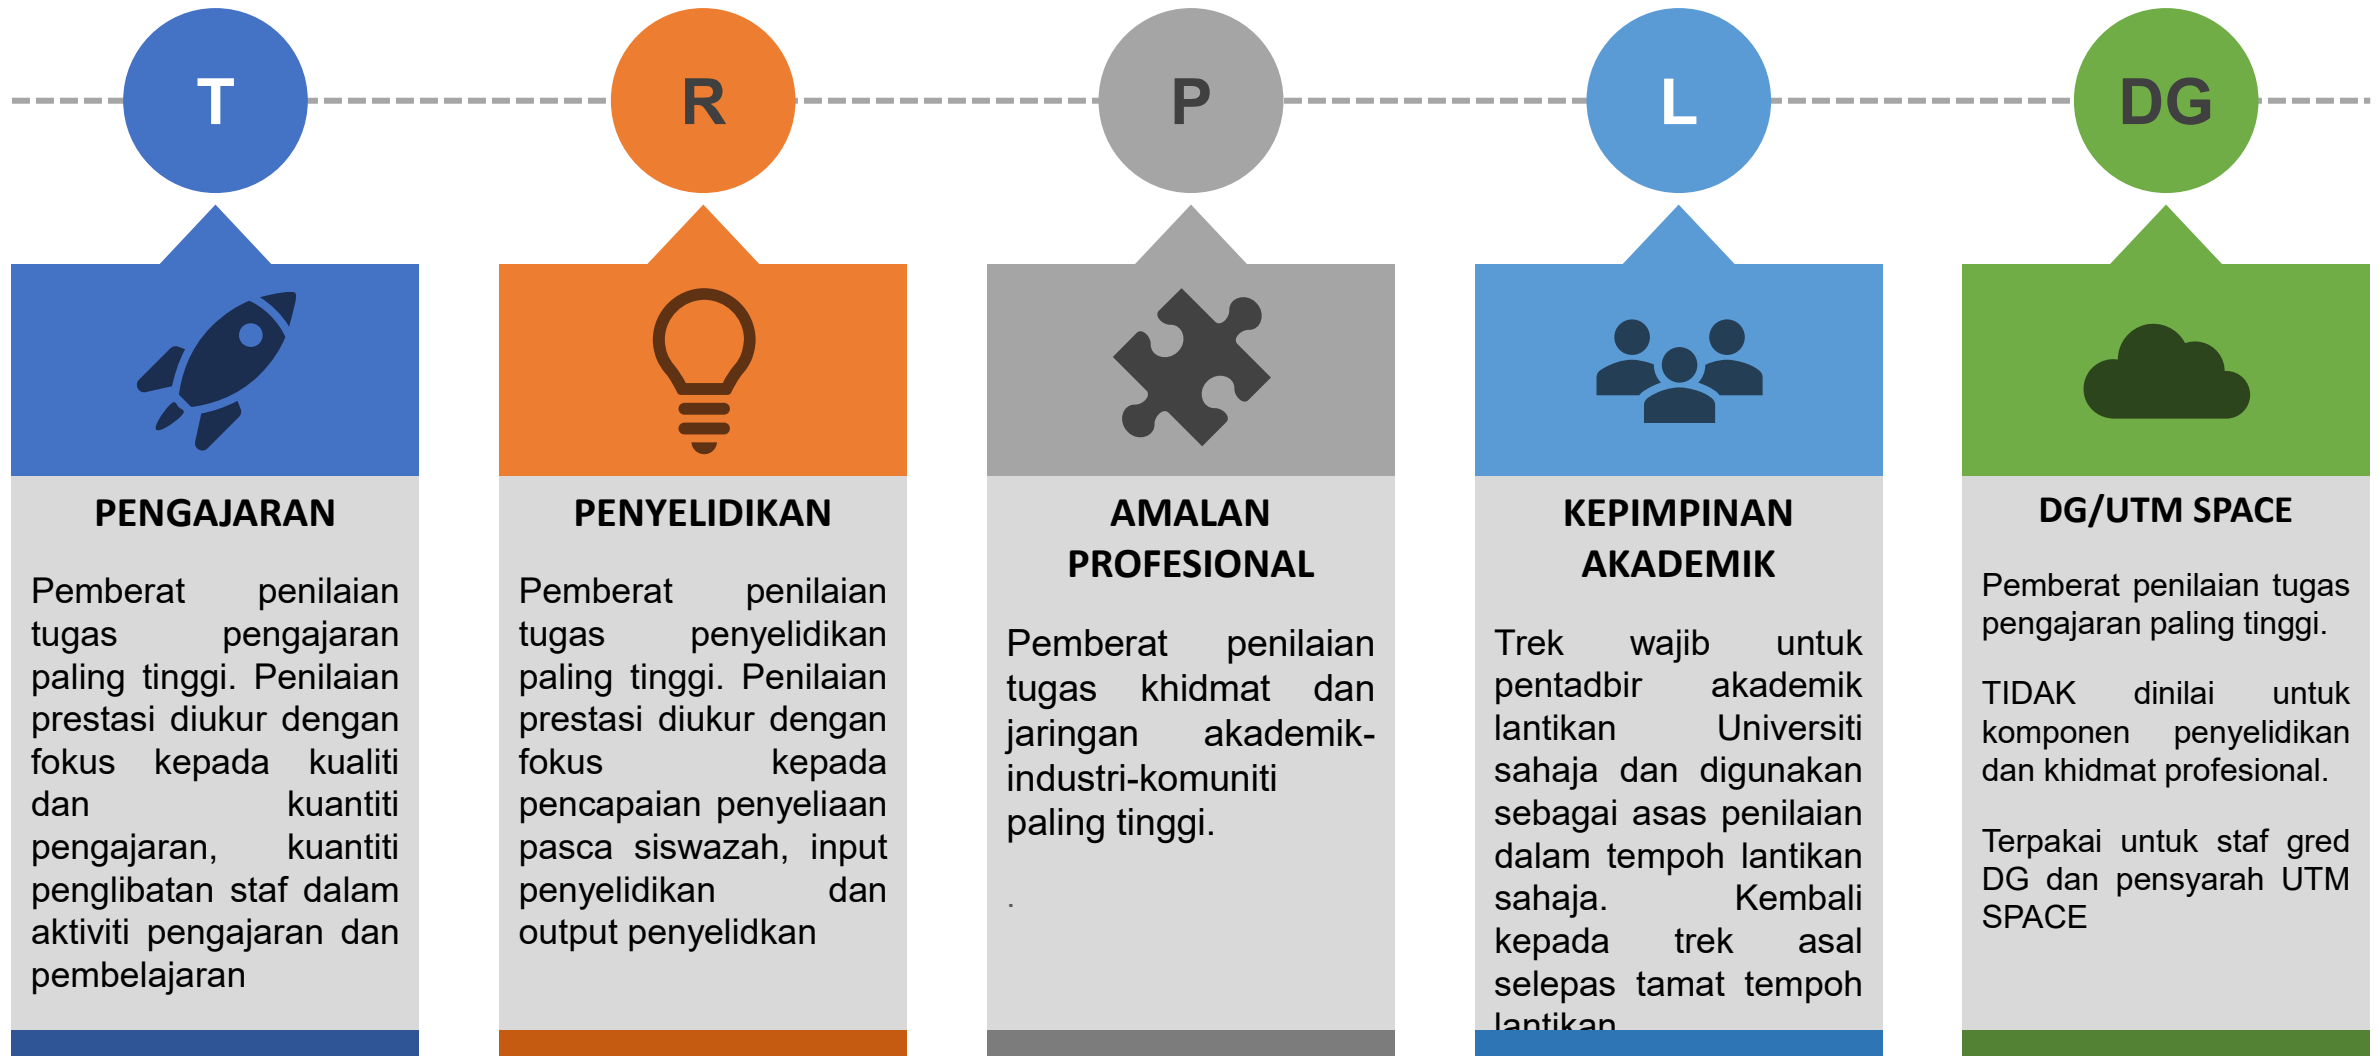 T
R
P
L
DG
PENGAJARAN
Pemberat penilaian
tugas pengajaran
paling tinggi. Penilaian
prestasi diukur dengan
fokus kepada kualiti
dan kuantiti
pengajaran, kuantiti
penglibatan staf dalam
aktiviti pengajaran dan
pembelajaran
PENYELIDIKAN
Pemberat penilaian
tugas penyelidikan
paling tinggi. Penilaian
prestasi diukur dengan
fokus kepada
pencapaian penyeliaan
pasca siswazah, input
penyelidikan dan
output penyelidkan
AMALAN
PROFESIONAL
Pemberat penilaian
tugas khidmat dan
jaringan akademik-
industri-komuniti
paling tinggi.
.
KEPIMPINAN
AKADEMIK
Trek wajib untuk
pentadbir akademik
lantikan Universiti
sahaja dan digunakan
sebagai asas penilaian
dalam tempoh lantikan
sahaja. Kembali
kepada trek asal
selepas tamat tempoh
lantikan
DG/UTM SPACE
Pemberat penilaian tugas
pengajaran paling tinggi.
TIDAK dinilai untuk
komponen penyelidikan
dan khidmat profesional.
Terpakai untuk staf gred
DG dan pensyarah UTM
SPACE